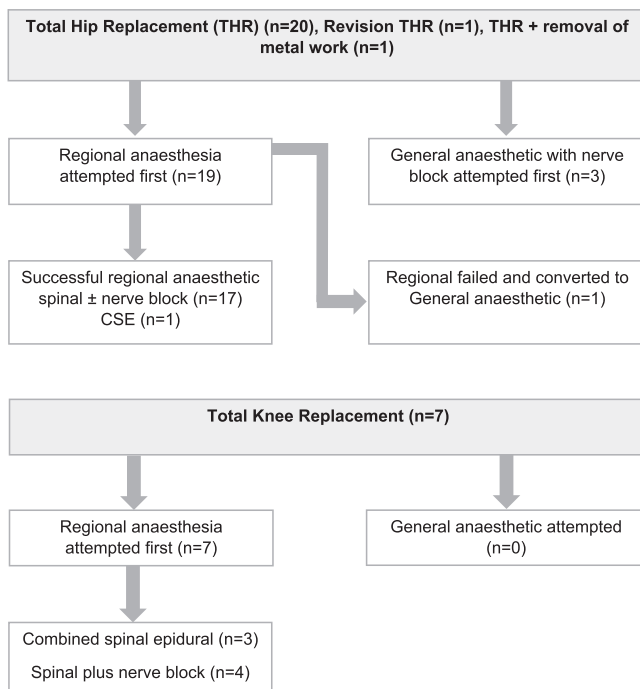 Total Hip Replacement (THR) (n=20), Revision THR (n=1), THR + removal of
metal work (n=1)
Regional anaesthesia
attempted first (n=19)
General anaesthetic with nerve
block attempted first (n=3)
Successful regional anaesthetic
spinal ± nerve block (n=17)
CSE (n=1)
Regional failed and converted to
General anaesthetic (n=1)
Total Knee Replacement (n=7)
Regional anaesthesia
attempted first (n=7)
General anaesthetic attempted
(n=0)
Combined spinal epidural (n=3)
Spinal plus nerve block (n=4)